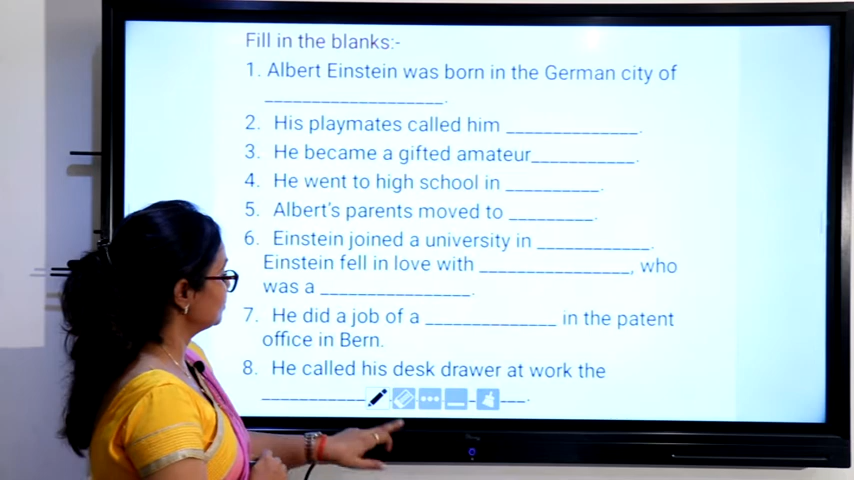 Fill in the blanks:-
1. Albert Einstein was born in the German city of
___________________.
2. His playmates called him ______________.
3. He became a gifted amateur___________.
4. He went to high school in __________.
5. Albert's parents moved to _________.
6. Einstein joined a university in ____________.
Einstein fell in love with ________________, who
was a ________________.
7. He did a job of a ______________ in the patent
office in Bern.
8. He called his desk drawer at work the
___________ ___.